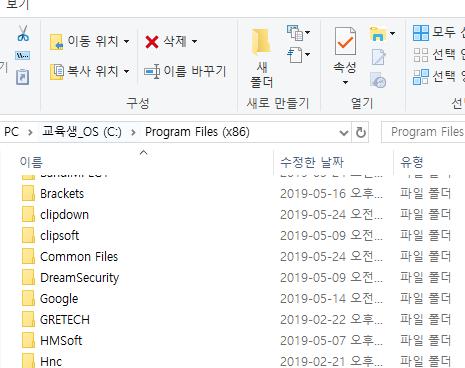 보기
이동 위치 삭제 모두 선
복사 위치 이름 바꾸기 새 폴더 속성 선택
선택
구성 새로 만들기 열기
PC 교육생_OS (C:) Program Files (x86) Program Files
이름 수정한 날짜 유형
Brackets 2019-05-16 오후... 파일 폴더
clipdown 2019-05-24 오전... 파일 폴더
clipsoft 2019-05-09 오전... 파일 폴더
Common Files 2019-05-24 오전... 파일 폴더
DreamSecurity 2019-05-09 오전... 파일 폴더
Google 2019-05-14 오전... 파일 폴더
GRETECH 2019-02-22 오후... 파일 폴더
HMSoft 2019-05-07 오후... 파일 폴더
Hnc 2019-02-21 오후... 파일 폴더